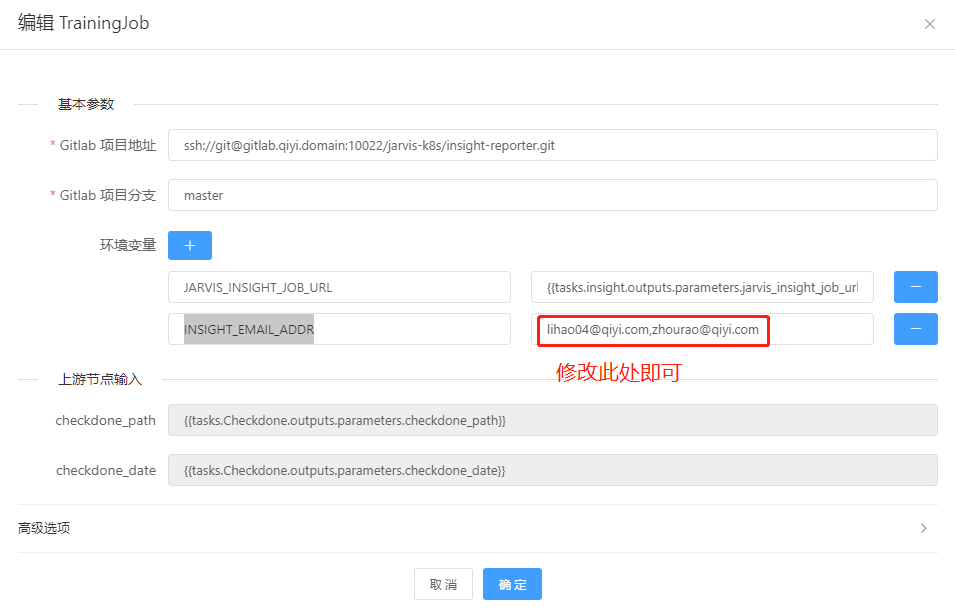 编辑 TrainingJob
基本参数
* Gitlab 项目地址 ssh://git@gitlab.qiyi.domain:10022/jarvis-k8s/insight-reporter.git
* Gitlab 项目分支 master
环境变量 +
JARVIS_INSIGHT_JOB_URL {{tasks.insight.outputs.parameters.jarvis_insight_job_url
INSIGHT_EMAIL_ADDR lihao04@qiyi.com,zhourao@qiyi.com
修改此处即可
上游节点输入
checkdone_path {{tasks.Checkdone.outputs.parameters.checkdone_path}}
checkdone_date {{tasks.Checkdone.outputs.parameters.checkdone_date}}
高级选项
取消 确定